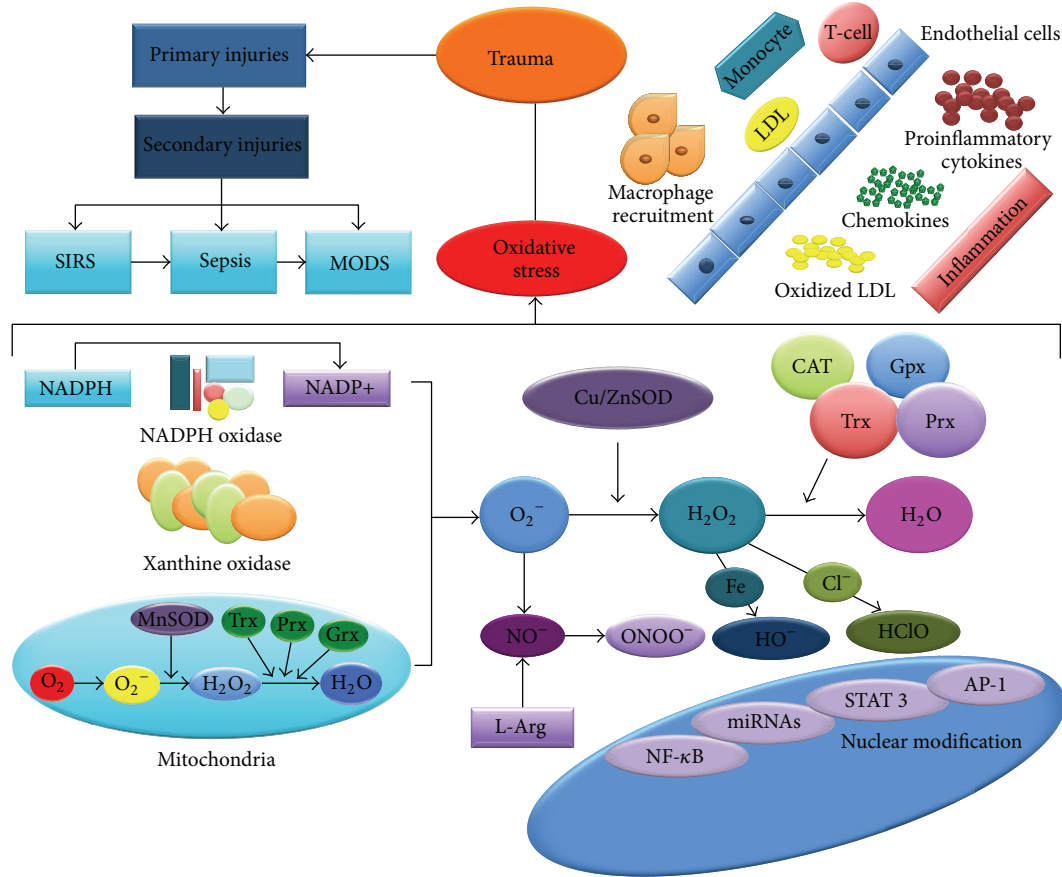 Primary injuries
Trauma
Monocyte
T-cell
Endothelial cells
Secondary injuries
LDL
Proinflammatory
cytokines
Macrophage
recruitment
Chemokines
Inflammation
SIRS
Sepsis
MODS
Oxidative
stress
Oxidized LDL
NADPH
NADP+
NADPH oxidase
Cu/ZnSOD
CAT
Gpx
Trx
Prx
Xanthine oxidase
O₂⁻
H₂O₂
H₂O
Fe
Cl⁻
MnSOD
Trx
Prx
Grx
NO⁻
ONOO⁻
HO⁻
HClO
O₂
O₂⁻
H₂O₂
H₂O
Mitochondria
L-Arg
AP-1
STAT 3
miRNAs
NF-κB
Nuclear modification